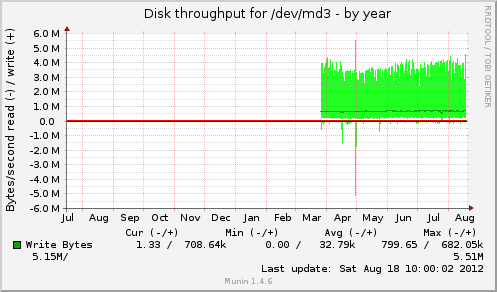 Disk throughput for /dev/md3 - by year
RRDTOOL / TOBI OETIKER
Bytes/second read (-) / write (+)
6.0 M
5.0 M
4.0 M
3.0 M
2.0 M
1.0 M
0.0
-1.0 M
-2.0 M
-3.0 M
-4.0 M
-5.0 M
-6.0 M
Jul Aug Sep Oct Nov Dec Jan Feb Mar Apr May Jun Jul Aug
Cur (-/+) Min (-/+) Avg (-/+) Max (-/+)
Write Bytes 1.33 / 708.64k 0.00 / 32.79k 799.65 / 682.05k
5.15M/ 5.51M
Last update: Sat Aug 18 10:00:02 2012
Munin 1.4.6